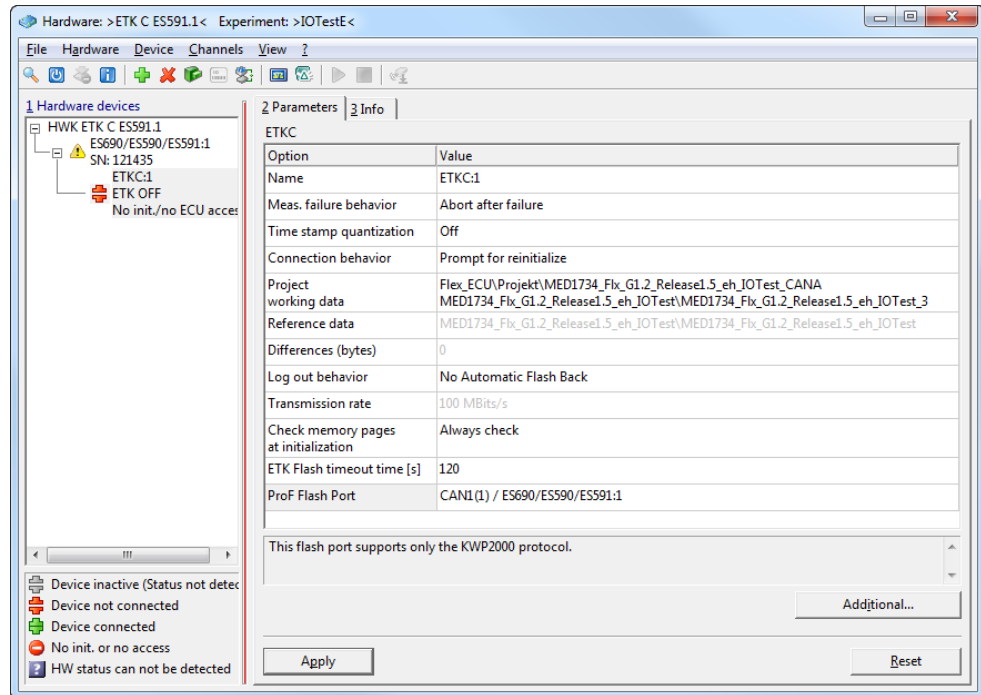 Hardware: >ETK C ES591.1< Experiment: >IOTestE<
File Hardware Device Channels View ?
1 Hardware devices
HWK ETK C ES591.1
ES690/ES590/ES591:1
SN: 121435
ETKC:1
ETK OFF
No init./no ECU acces
Device inactive (Status not detec
Device not connected
Device connected
No init. or no access
HW status can not be detected
2 Parameters 3 Info
ETKC
Option Value
Name ETKC:1
Meas. failure behavior Abort after failure
Time stamp quantization Off
Connection behavior Prompt for reinitialize
Project Flex_ECU\Projekt\MED1734_Flx_G1.2_Release1.5_eh_IOTest_CANA
working data MED1734_Flx_G1.2_Release1.5_eh_IOTest\MED1734_Flx_G1.2_Release1.5_eh_IOTest_3
Reference data MED1734_Flx_G1.2_Release1.5_eh_IOTest\MED1734_Flx_G1.2_Release1.5_eh_IOTest
Differences (bytes) 0
Log out behavior No Automatic Flash Back
Transmission rate 100 MBits/s
Check memory pages Always check
at initialization
ETK Flash timeout time [s] 120
ProF Flash Port CAN1(1) / ES690/ES590/ES591:1
This flash port supports only the KWP2000 protocol.
Additional...
Apply Reset